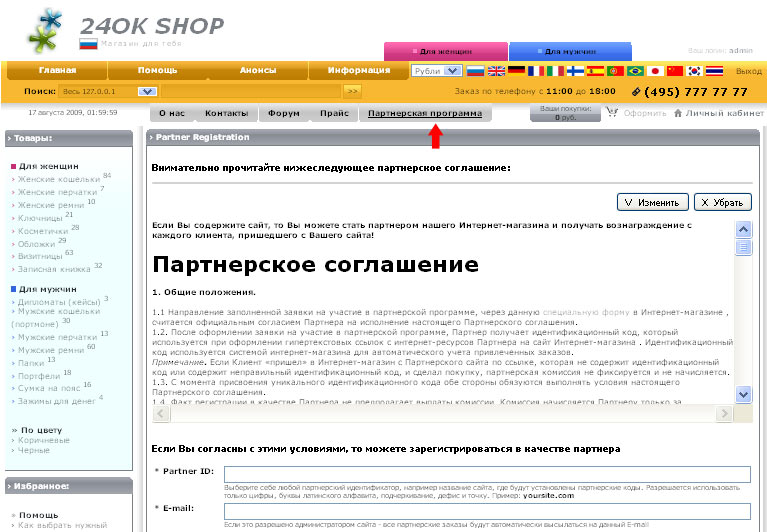 24OK SHOP
Магазин для тебя
Для женщин
Для мужчин
Ваш логин: admin
Главная
Помощь
Анонсы
Информация
Рубли
Выход
Поиск:
Весь 127.0.0.1
>>
Заказ по телефону с 11:00 до 18:00
(495) 777 77 77
17 августа 2009, 01:59:59
О нас
Контакты
Форум
Прайс
Партнерская программа
Ваши покупки:
0 руб.
Оформить
Личный кабинет
› Товары:
Для женщин
› Женские кошельки 84
› Женские перчатки 7
› Женские ремни 10
› Ключницы 21
› Косметички 28
› Обложки 29
› Визитницы 63
› Записная книжка 32
Для мужчин
› Дипломаты (кейсы) 3
› Мужские кошельки
(портмоне) 30
› Мужские перчатки 13
› Мужские ремни 60
› Папки 13
› Портфели 18
› Сумка на пояс 16
› Зажимы для денег 4
» По цвету
› Коричневые
› Черные
› Избранное:
› Помощь
› Как выбрать нужный
› Partner Registration
Внимательно прочитайте нижеследующее партнерское соглашение:
V Изменить
X Убрать
Если Вы содержите сайт, то Вы можете стать партнером нашего Интернет-магазина и получать вознаграждение с
каждого клиента, пришедшего с Вашего сайта!
Партнерское соглашение
1. Общие положения.
1.1 Направление заполненной заявки на участие в партнерской программе, через данную специальную форму в Интернет-магазине ,
считается официальным согласием Партнера на исполнение настоящего Партнерского соглашения.
1.2. После оформлении заявки на участие в партнерской программе, Партнер получает идентификационный код, который
используется при оформлении гипертекстовых ссылок с интернет-ресурсов Партнера на сайт Интернет-магазина . Идентификационный
код используется системой интернет-магазина для автоматического учета привлеченных заказов.
Примечание. Если Клиент «пришел» в Интернет-магазин с Партнерского сайта по ссылке, которая не содержит идентификационный
код или содержит неправильный идентификационный код, и сделал покупку, партнерская комиссия не фиксируется и не начисляется.
1.3. С момента присвоения уникального идентификационного кода обе стороны обязуются выполнять условия настоящего
Партнерского соглашения.
1.4. Факт регистрации в качестве Партнера не предполагает выплаты комиссии. Комиссия начисляется Партнеру только за
Если Вы согласны с этими условиями, то можете зарегистрироваться в качестве партнера
* Partner ID:
Выберите себе любой партнерский идентификатор, например название сайта, где будут установлены партнерские коды. Разрешается использовать
только цифры, буквы латинского алфавита, подчеркивание, дефис и точку. Пример: yoursite.com
* E-mail:
Если это разрешено администратором сайта - все партнерские заказы будут автоматически высылаться на данный E-mail